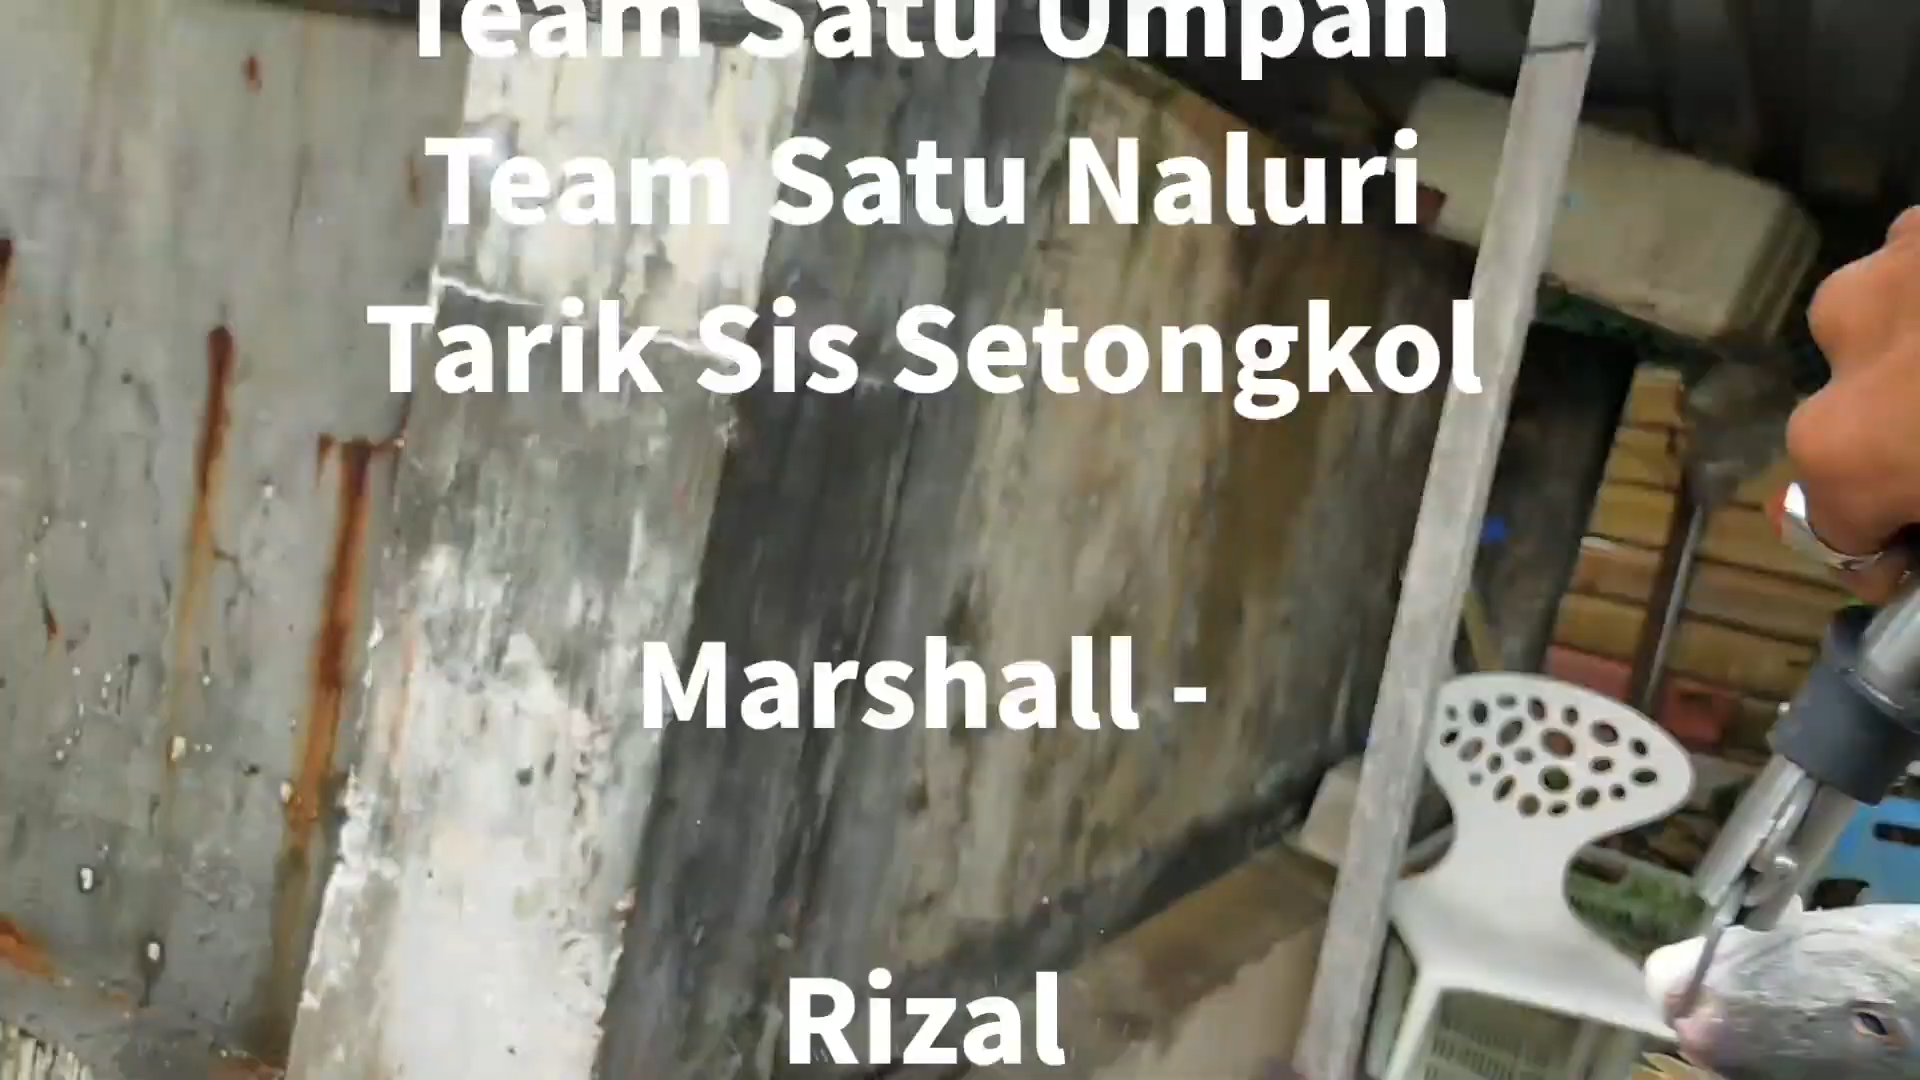 Team Satu Umpan
Team Satu Naluri
Tarik Sis Setongkol
Marshall -
Rizal